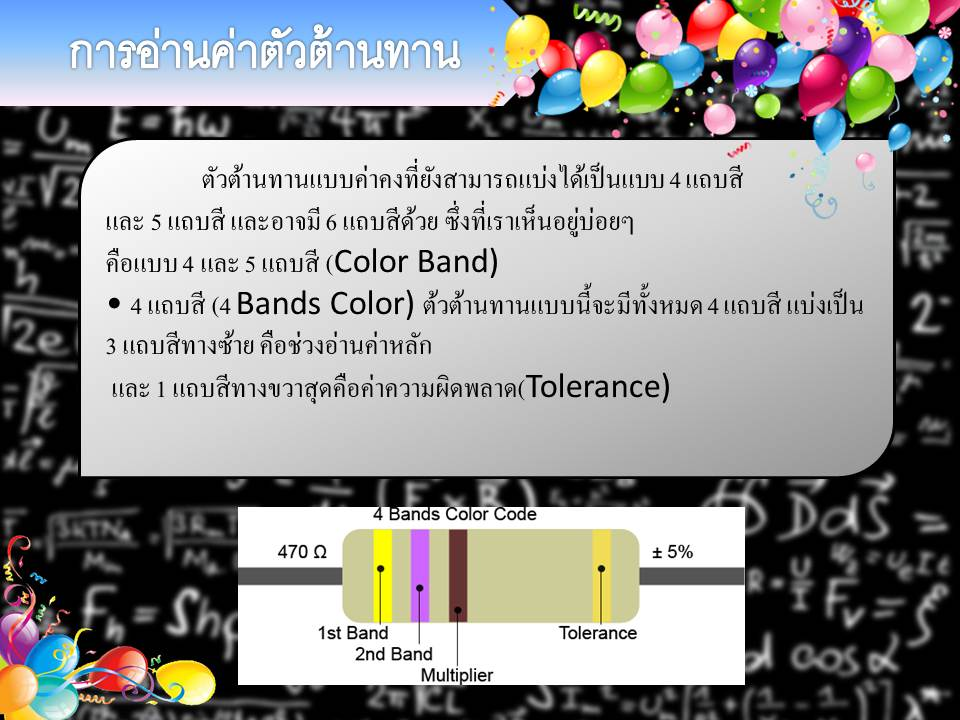 การอ่านค่าตัวต้านทาน
ตัวต้านทานแบบค่าคงที่ยังสามารถแบ่งได้เป็นแบบ 4 แถบสี
และ 5 แถบสี และอาจมี 6 แถบสีด้วย ซึ่งที่เราเห็นอยู่บ่อยๆ
คือแบบ 4 และ 5 แถบสี (Color Band)
• 4 แถบสี (4 Bands Color) ตัวต้านทานแบบนี้จะมีทั้งหมด 4 แถบสี แบ่งเป็น
3 แถบสีทางซ้าย คือช่วงอ่านค่าหลัก
และ 1 แถบสีทางขวาสุดคือค่าความผิดพลาด(Tolerance)
4 Bands Color Code
470 Ω
± 5%
1st Band
Tolerance
2nd Band
Multiplier